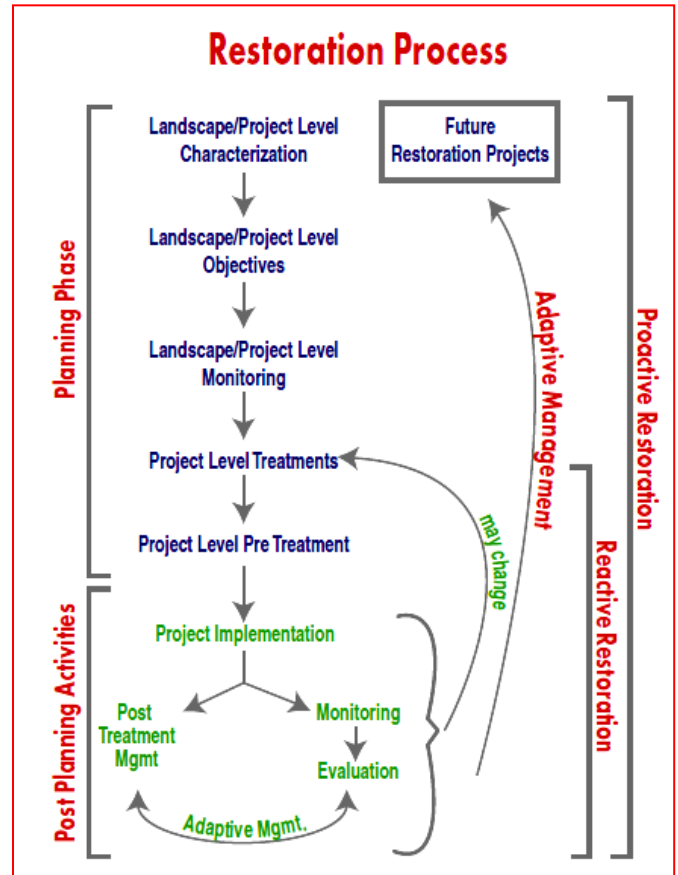 Restoration Process
Planning Phase
Landscape/Project Level
Characterization
Landscape/Project Level
Objectives
Landscape/Project Level
Monitoring
Project Level Treatments
Project Level Pre Treatment
Future
Restoration Projects
Adaptive Management
may change
Proactive Restoration
Reactive Restoration
Post Planning Activities
Project Implementation
Post
Treatment
Mgmt
Monitoring
Evaluation
Adaptive Mgmt.